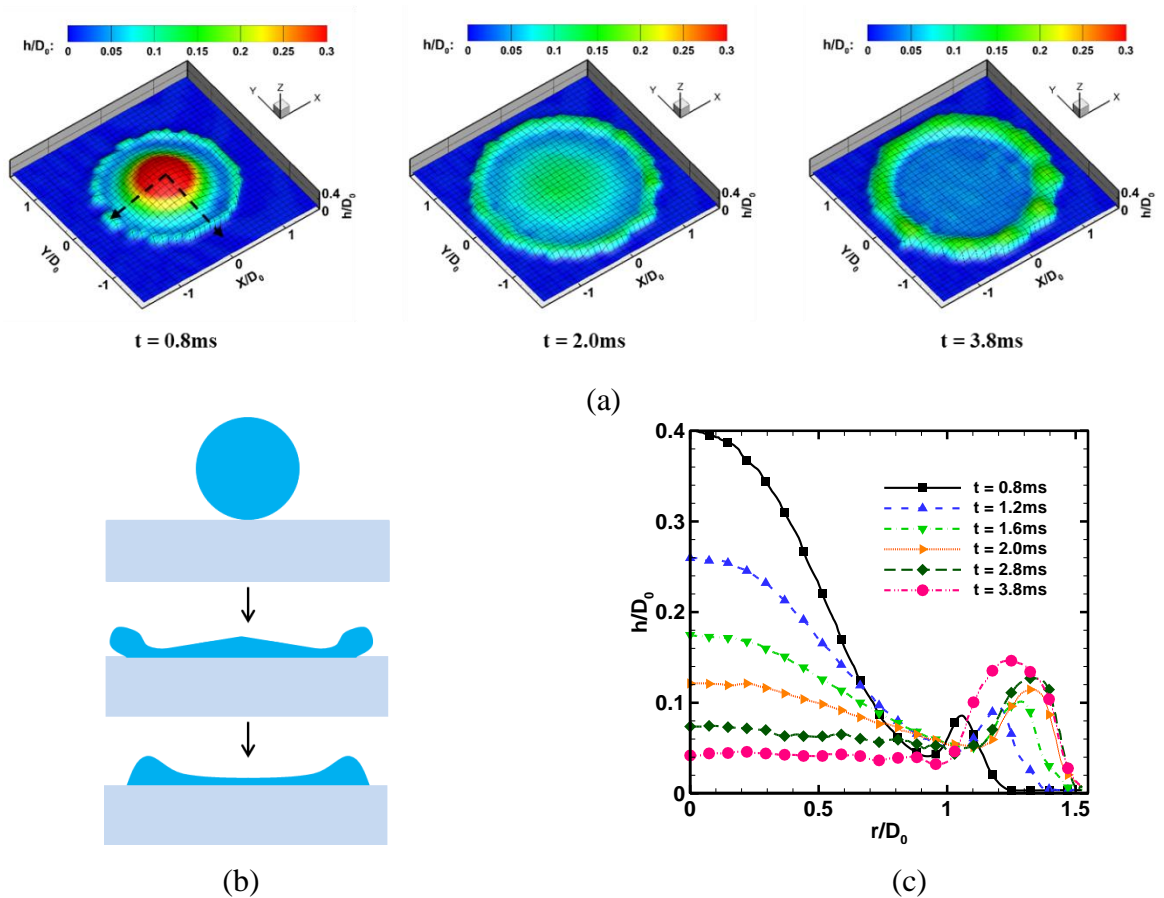 h/D₀: 0 0.05 0.1 0.15 0.2 0.25 0.3
h/D₀: 0 0.05 0.1 0.15 0.2 0.25 0.3
h/D₀: 0 0.05 0.1 0.15 0.2 0.25 0.3
Y Z X
Y Z X
Y Z X
1 0 -1 Y/D₀ -1 0 1 X/D₀ 0.4 0 h/D₀
1 0 -1 Y/D₀ -1 0 1 X/D₀ 0.4 0 h/D₀
1 0 -1 Y/D₀ -1 0 1 X/D₀ 0.4 0 h/D₀
t = 0.8ms
t = 2.0ms
t = 3.8ms
(a)
(b)
0.4
0.3
0.2
0.1
0
h/D₀
t = 0.8ms
t = 1.2ms
t = 1.6ms
t = 2.0ms
t = 2.8ms
t = 3.8ms
0 0.5 1 1.5
r/D₀
(c)